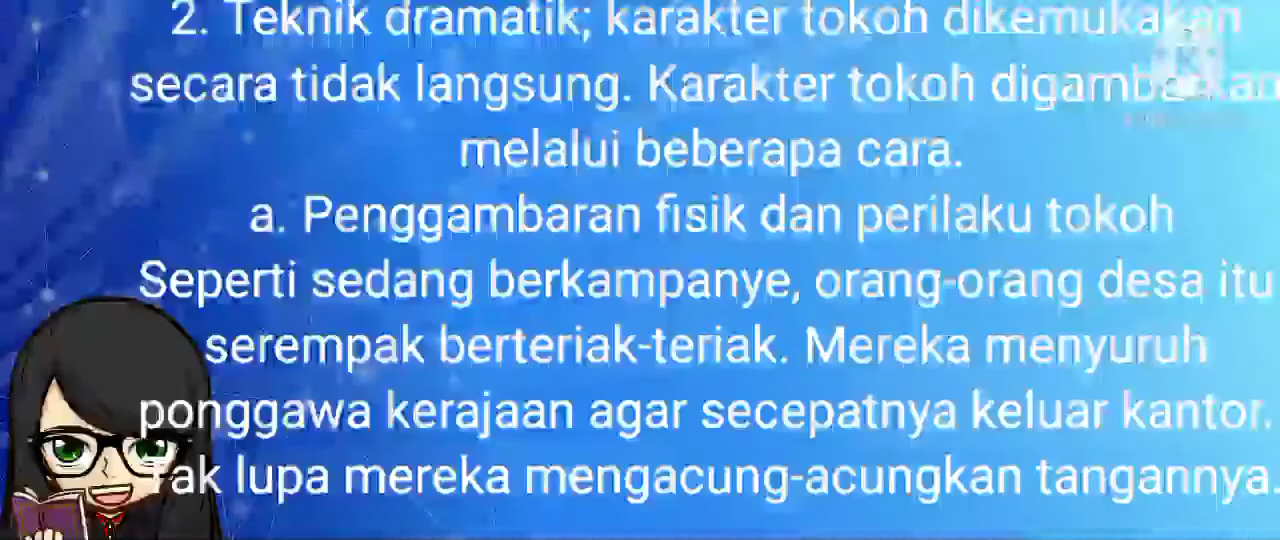 2. Teknik dramatik; karakter tokoh dikemukakan
secara tidak langsung. Karakter tokoh digambarkan
melalui beberapa cara.
a. Penggambaran fisik dan perilaku tokoh
Seperti sedang berkampanye, orang-orang desa itu
serempak berteriak-teriak. Mereka menyuruh
ponggawa kerajaan agar secepatnya keluar kantor.
Tak lupa mereka mengacung-acungkan tangannya.